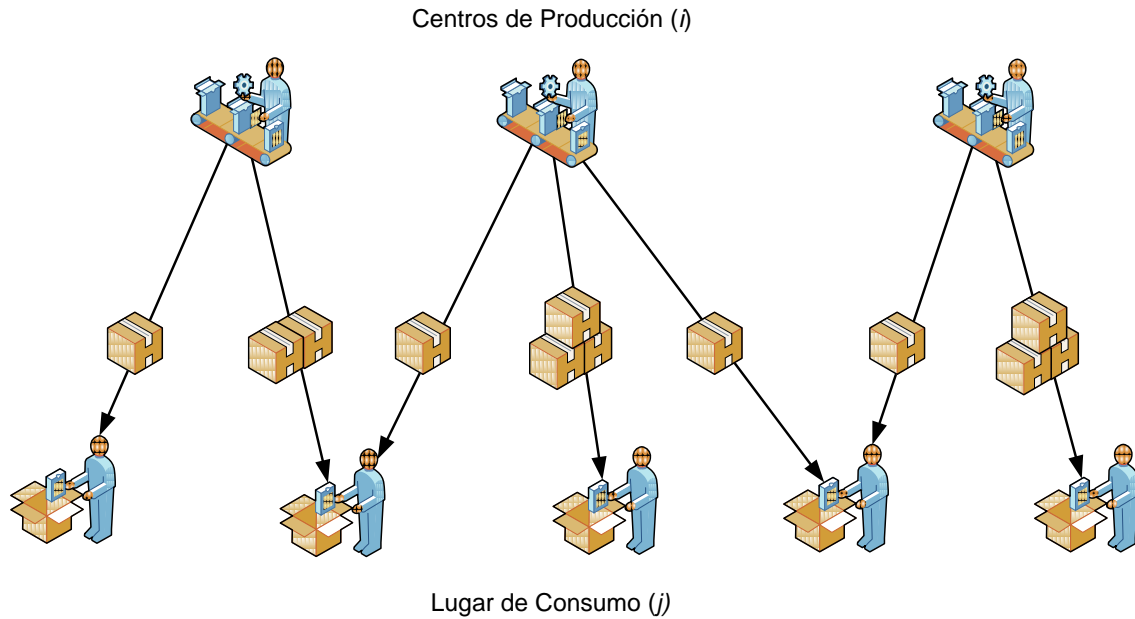 Centros de Producción (i)
Lugar de Consumo (j)